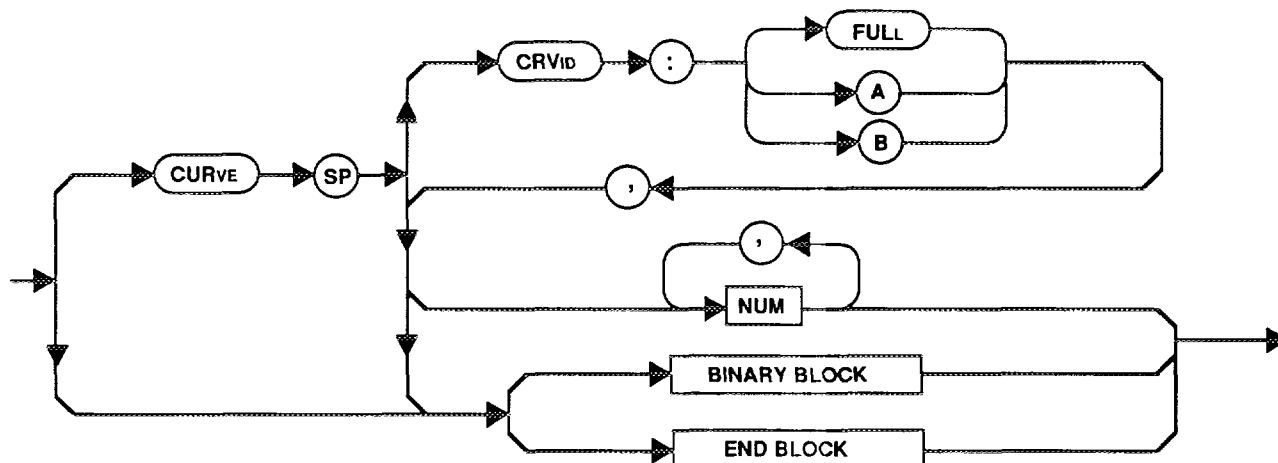 FULL
CRVID
:
A
B
CURVE
SP
,
,
NUM
BINARY BLOCK
END BLOCK